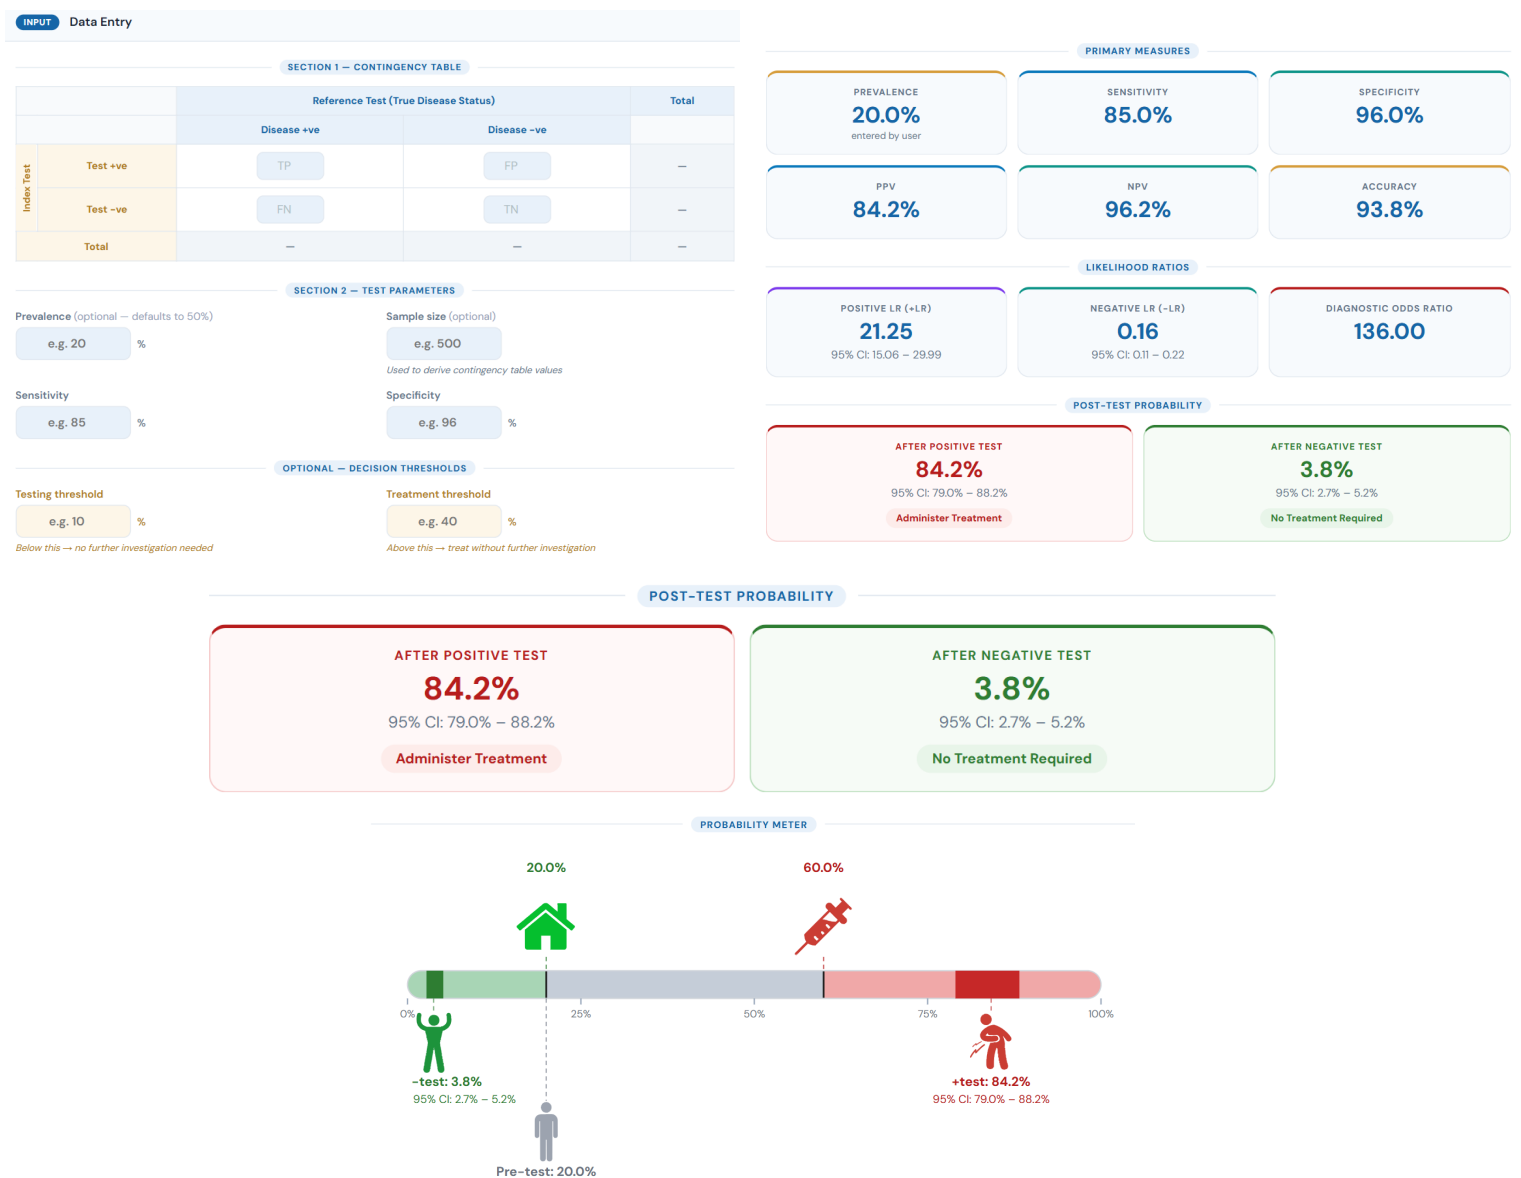 INPUT Data Entry
SECTION 1 — CONTINGENCY TABLE
Reference Test (True Disease Status) Total
Disease +ve Disease -ve
Index Test
Test +ve TP FP —
Test -ve FN TN —
Total — — —
SECTION 2 — TEST PARAMETERS
Prevalence (optional — defaults to 50%) Sample size (optional)
e.g. 20 % e.g. 500
Used to derive contingency table values
Sensitivity Specificity
e.g. 85 % e.g. 96 %
OPTIONAL — DECISION THRESHOLDS
Testing threshold Treatment threshold
e.g. 10 % e.g. 40 %
Below this → no further investigation needed Above this → treat without further investigation
PRIMARY MEASURES
PREVALENCE SENSITIVITY SPECIFICITY
20.0% 85.0% 96.0%
entered by user
PPV NPV ACCURACY
84.2% 96.2% 93.8%
LIKELIHOOD RATIOS
POSITIVE LR (+LR) NEGATIVE LR (-LR) DIAGNOSTIC ODDS RATIO
21.25 0.16 136.00
95% CI: 15.06 – 29.99 95% CI: 0.11 – 0.22
POST-TEST PROBABILITY
AFTER POSITIVE TEST AFTER NEGATIVE TEST
84.2% 3.8%
95% CI: 79.0% – 88.2% 95% CI: 2.7% – 5.2%
Administer Treatment No Treatment Required
POST-TEST PROBABILITY
AFTER POSITIVE TEST AFTER NEGATIVE TEST
84.2% 3.8%
95% CI: 79.0% – 88.2% 95% CI: 2.7% – 5.2%
Administer Treatment No Treatment Required
PROBABILITY METER
20.0% 60.0%
0% 25% 50% 75% 100%
-test: 3.8% +test: 84.2%
95% CI: 2.7% – 5.2% 95% CI: 79.0% – 88.2%
Pre-test: 20.0%